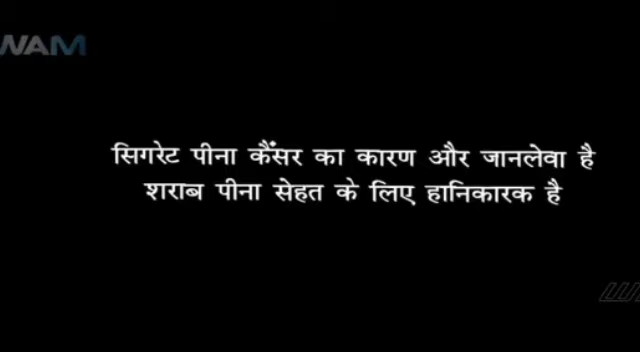 WAM
सिगरेट पीना कैंसर का कारण और जानलेवा है
शराब पीना सेहत के लिए हानिकारक है